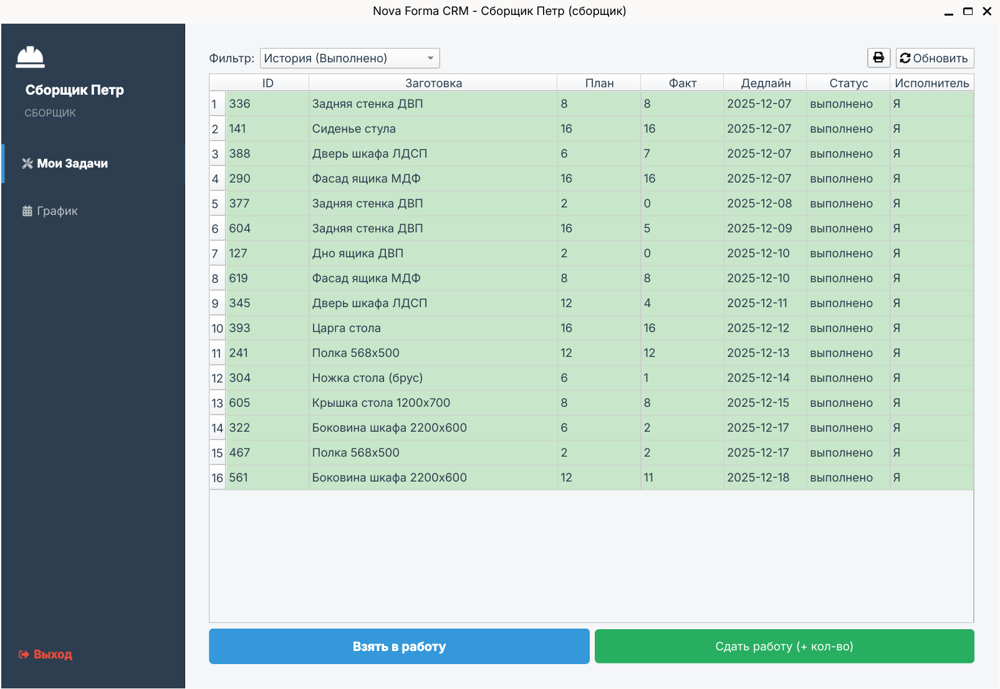 Nova Forma CRM - Сборщик Петр (сборщик)
Сборщик Петр
СБОРЩИК
Мои Задачи
График
Выход
Фильтр: История (Выполнено) Обновить
ID Заготовка План Факт Дедлайн Статус Исполнитель
1 336 Задняя стенка ДВП 8 8 2025-12-07 выполнено Я
2 141 Сиденье стула 16 16 2025-12-07 выполнено Я
3 388 Дверь шкафа ЛДСП 6 7 2025-12-07 выполнено Я
4 290 Фасад ящика МДФ 16 16 2025-12-07 выполнено Я
5 377 Задняя стенка ДВП 2 0 2025-12-08 выполнено Я
6 604 Задняя стенка ДВП 16 5 2025-12-09 выполнено Я
7 127 Дно ящика ДВП 2 0 2025-12-10 выполнено Я
8 619 Фасад ящика МДФ 8 8 2025-12-10 выполнено Я
9 345 Дверь шкафа ЛДСП 12 4 2025-12-11 выполнено Я
10 393 Царга стола 16 16 2025-12-12 выполнено Я
11 241 Полка 568x500 12 12 2025-12-13 выполнено Я
12 304 Ножка стола (брус) 6 1 2025-12-14 выполнено Я
13 605 Крышка стола 1200x700 8 8 2025-12-15 выполнено Я
14 322 Боковина шкафа 2200x600 6 2 2025-12-17 выполнено Я
15 467 Полка 568x500 2 2 2025-12-17 выполнено Я
16 561 Боковина шкафа 2200x600 12 11 2025-12-18 выполнено Я
Взять в работу
Сдать работу (+ кол-во)